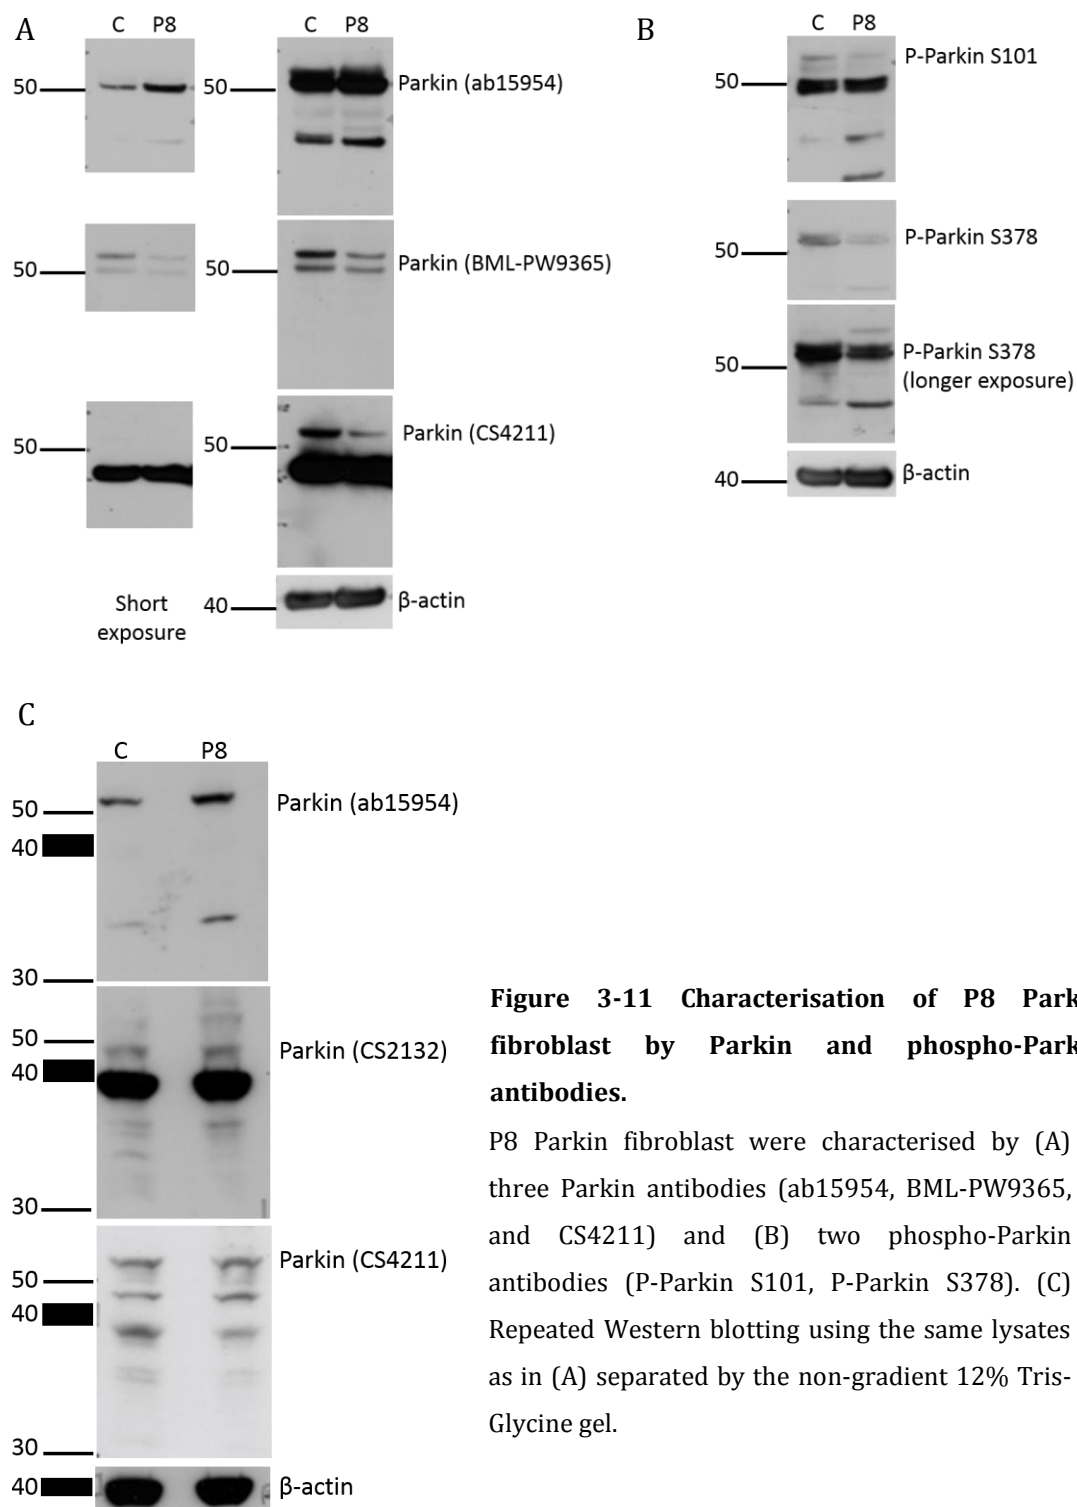 A
C P8
50
50
Parkin (ab15954)
50
50
Parkin (BML-PW9365)
50
50
Parkin (CS4211)
Short
exposure
40
β-actin
B
C P8
50
P-Parkin S101
50
P-Parkin S378
50
P-Parkin S378
(longer exposure)
40
β-actin
C
C P8
50
Parkin (ab15954)
40
30
50
Parkin (CS2132)
40
30
Parkin (CS4211)
50
40
30
40
β-actin
Figure 3-11 Characterisation of P8 Park
fibroblast by Parkin and phospho-Park
antibodies.
P8 Parkin fibroblast were characterised by (A)
three Parkin antibodies (ab15954, BML-PW9365,
and CS4211) and (B) two phospho-Parkin
antibodies (P-Parkin S101, P-Parkin S378). (C)
Repeated Western blotting using the same lysates
as in (A) separated by the non-gradient 12% Tris-
Glycine gel.